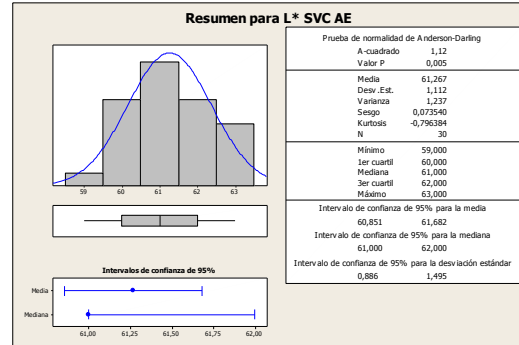 Resumen para L* SVC AE
59 60 61 62 63
Intervalos de confianza de 95%
Media
Mediana
61,00 61,25 61,50 61,75 62,00
Prueba de normalidad de Anderson-Darling
A-cuadrado 1,12
Valor P 0,005
Media 61,267
Desv.Est. 1,112
Varianza 1,237
Sesgo 0,073540
Kurtosis -0,796384
N 30
Mínimo 59,000
1er cuartil 60,000
Mediana 61,000
3er cuartil 62,000
Máximo 63,000
Intervalo de confianza de 95% para la media
60,851 61,682
Intervalo de confianza de 95% para la mediana
61,000 62,000
Intervalo de confianza de 95% para la desviación estándar
0,886 1,495